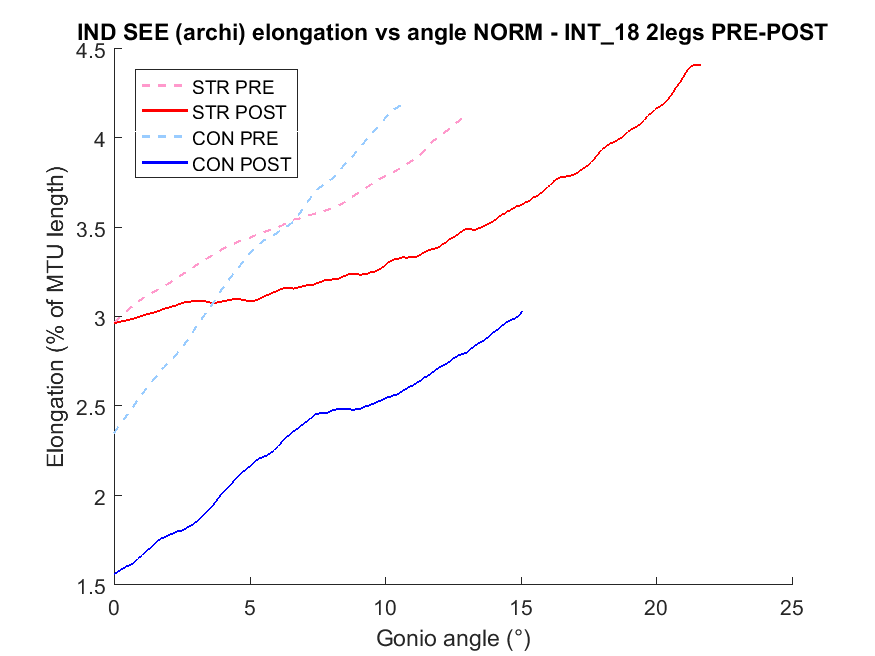 IND SEE (archi) elongation vs angle NORM - INT_18 2legs PRE-POST
4.5
4
3.5
3
2.5
2
1.5
Elongation (% of MTU length)
STR PRE
STR POST
CON PRE
CON POST
0 5 10 15 20 25
Gonio angle (°)